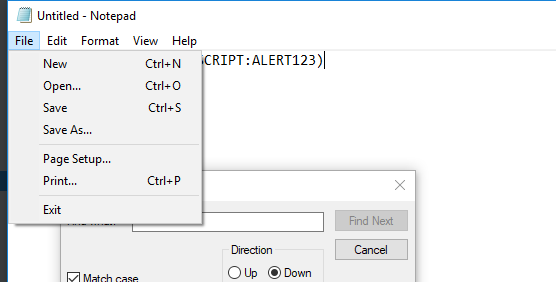 Untitled - Notepad
File Edit Format View Help
CRIPT:ALERT123)
New Ctrl+N
Open... Ctrl+O
Save Ctrl+S
Save As...
Page Setup...
Print... Ctrl+P
Exit
Find Next
Cancel
Direction
Match case
Up Down